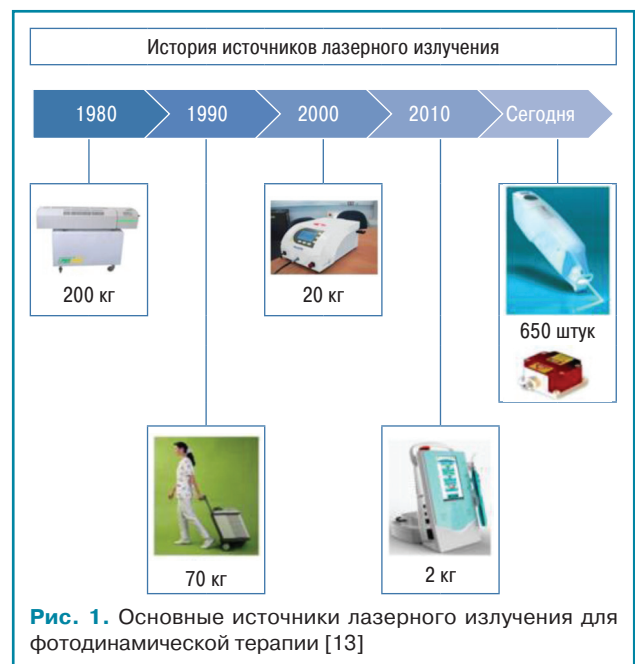 История источников лазерного излучения
1980
1990
2000
2010
Сегодня
200 кг
20 кг
650 штук
70 кг
2 кг
Рис. 1. Основные источники лазерного излучения для
фотодинамической терапии [13]